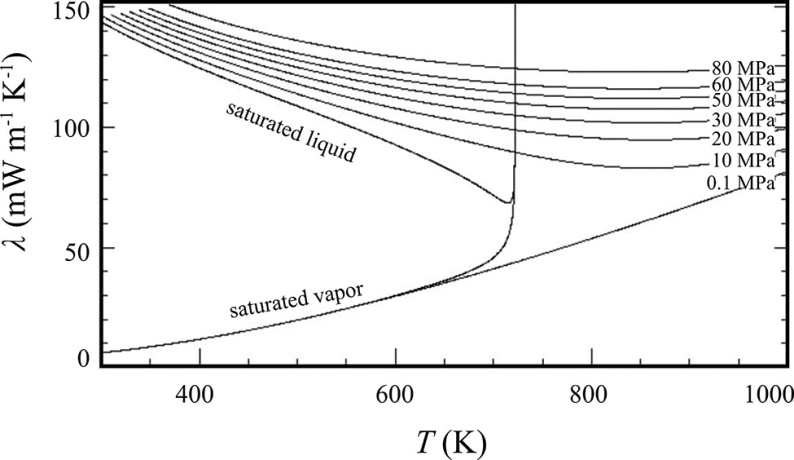 150
100
50
0
λ (mW m-1 K-1)
saturated liquid
saturated vapor
80 MPa
60 MPa
50 MPa
30 MPa
20 MPa
10 MPa
0.1 MPa
400
600
800
1000
T (K)